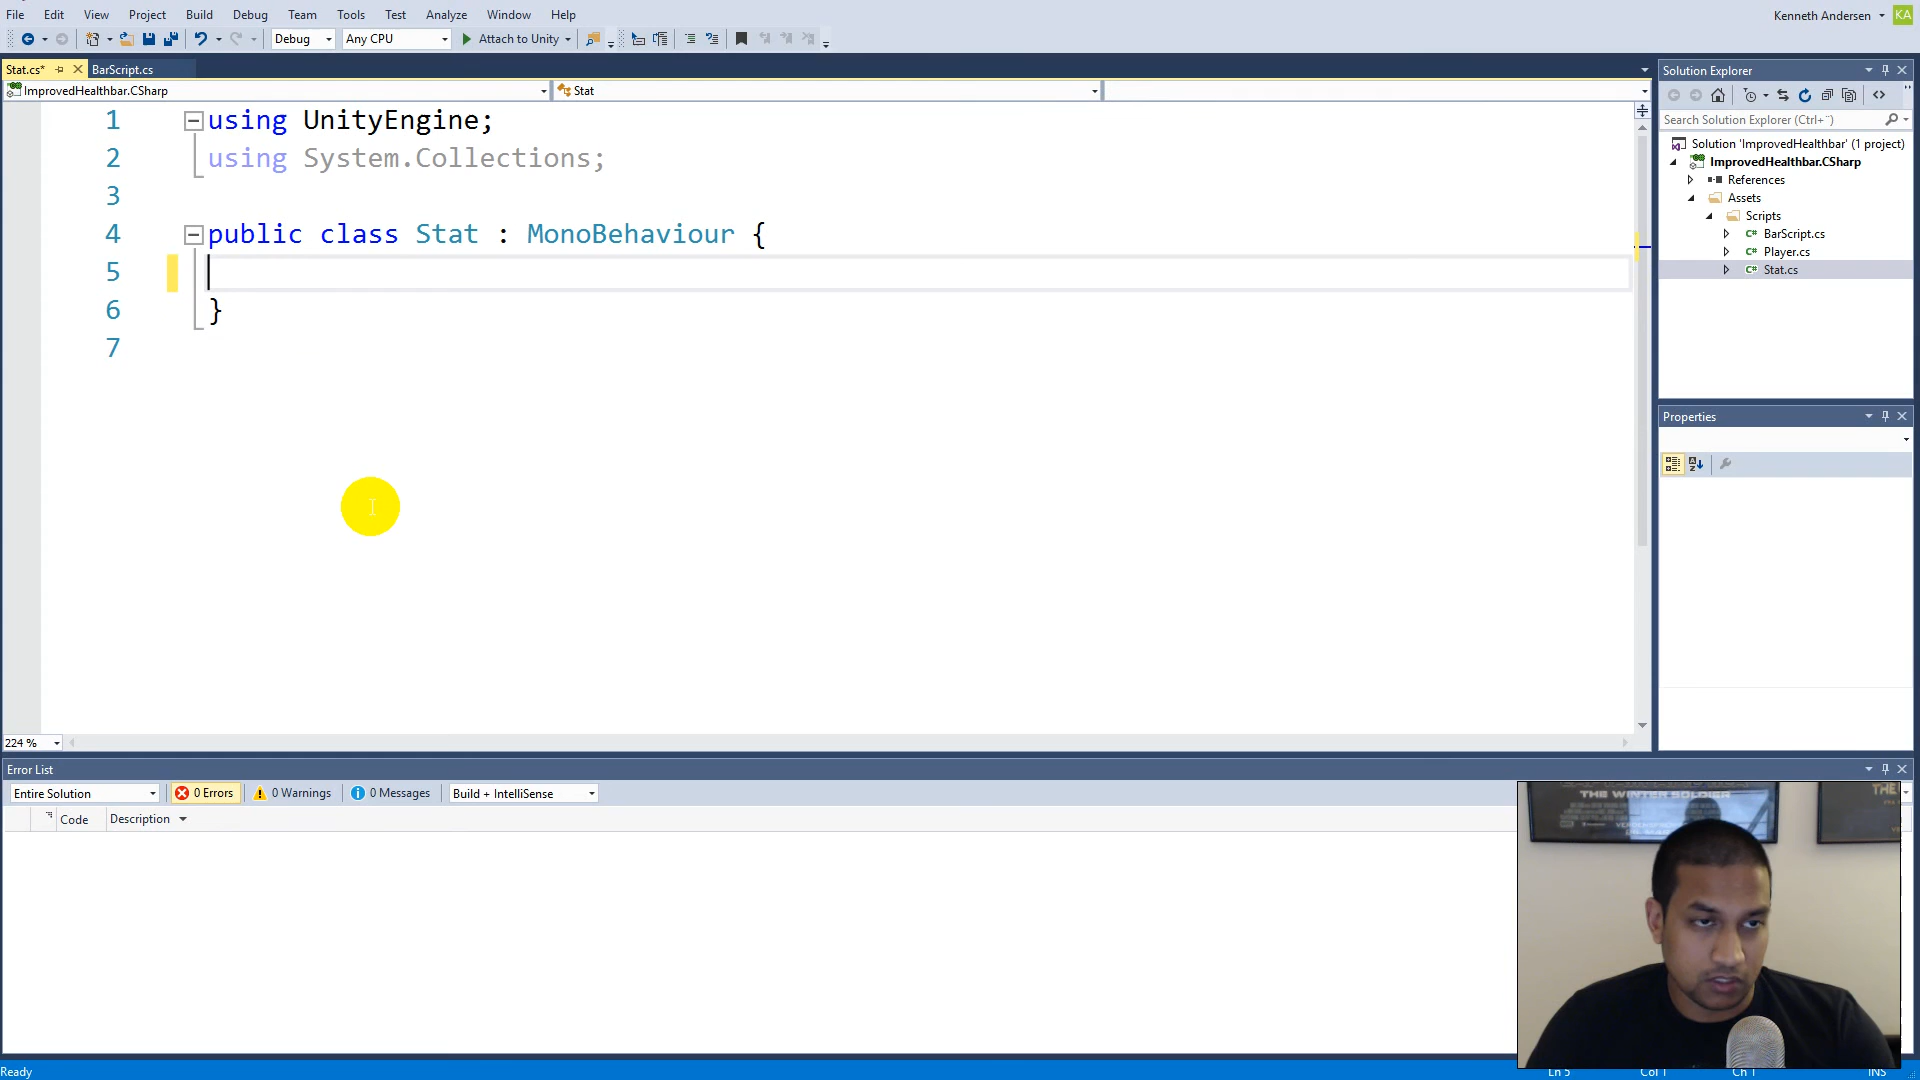 File Edit View Project Build Debug Team Tools Test Analyze Window Help
Kenneth Andersen KA
Debug Any CPU Attach to Unity
Stat.cs* BarScript.cs
ImprovedHealthbar.CSharp Stat
1 using UnityEngine;
2 using System.Collections;
3
4 public class Stat : MonoBehaviour {
5
6 }
7
224 %
Solution Explorer
Search Solution Explorer (Ctrl+¨)
Solution 'ImprovedHealthbar' (1 project)
ImprovedHealthbar.CSharp
References
Assets
Scripts
BarScript.cs
Player.cs
Stat.cs
Properties
Error List
Entire Solution 0 Errors 0 Warnings 0 Messages Build + IntelliSense
Code Description
THE WINTER SOLDIER
THE
Ready Ln 5 Col 1 Ch 1 INS